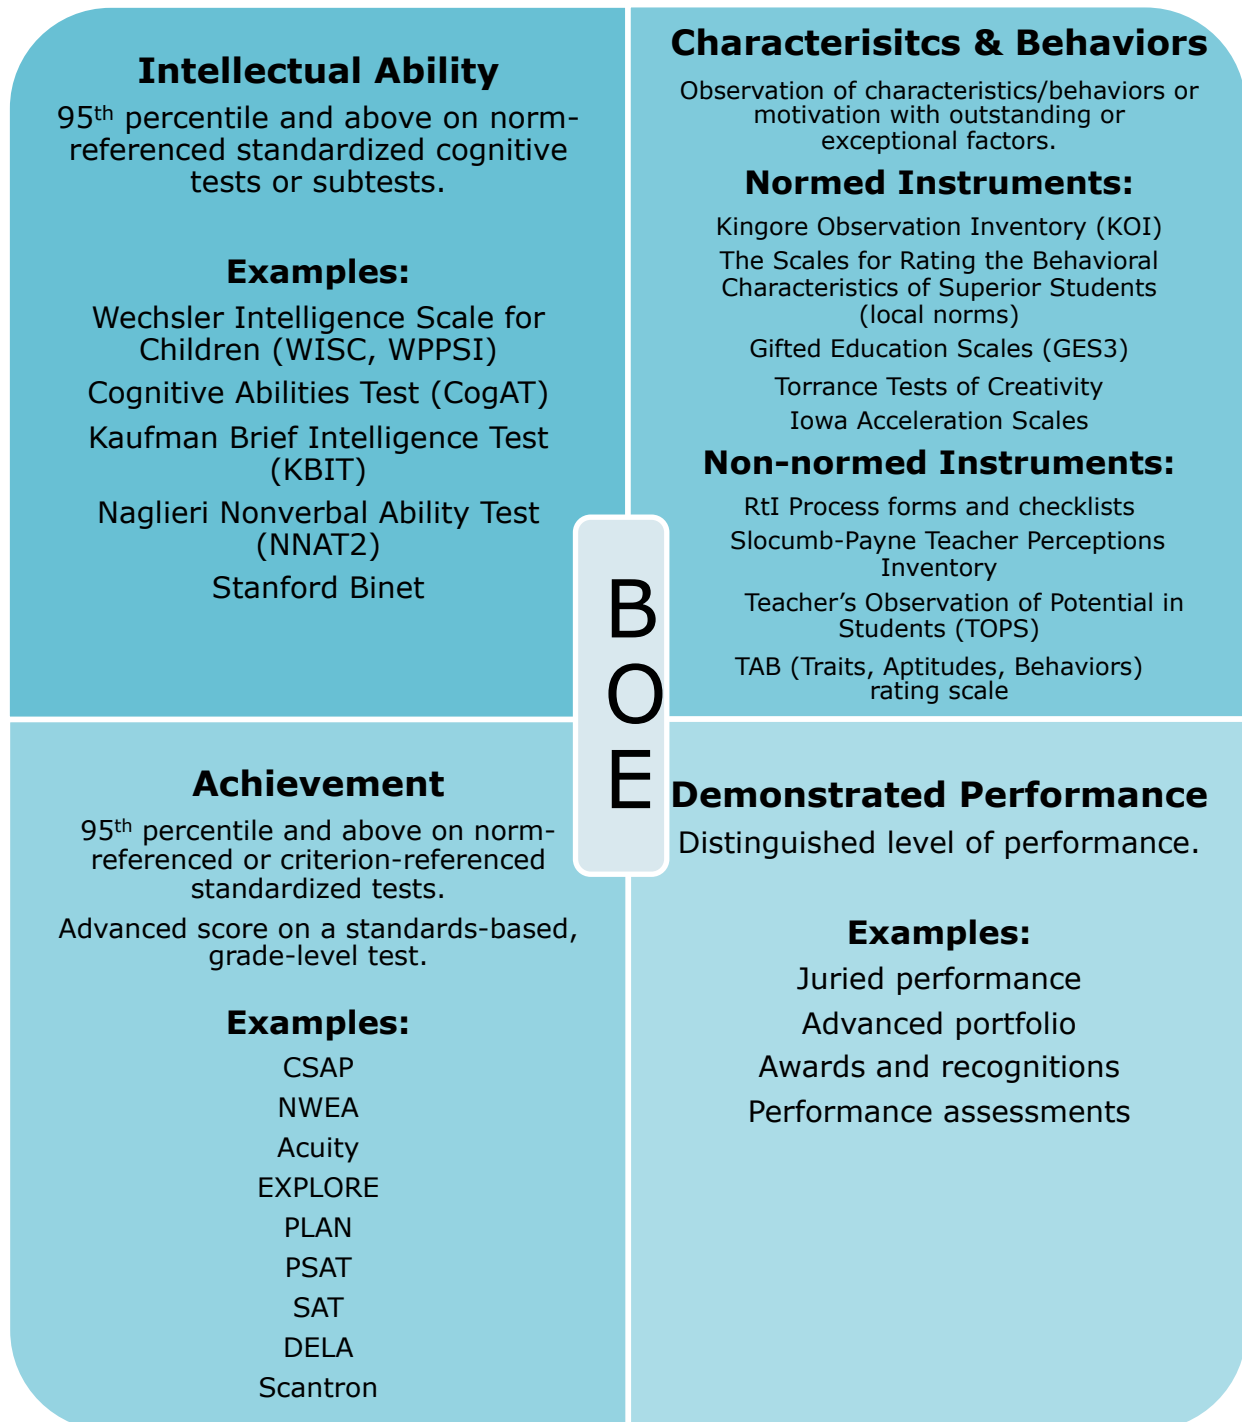 Intellectual Ability
95th percentile and above on norm-
referenced standardized cognitive
tests or subtests.
Examples:
Wechsler Intelligence Scale for
Children (WISC, WPPSI)
Cognitive Abilities Test (CogAT)
Kaufman Brief Intelligence Test
(KBIT)
Naglieri Nonverbal Ability Test
(NNAT2)
Stanford Binet
Characterisitcs & Behaviors
Observation of characteristics/behaviors or
motivation with outstanding or
exceptional factors.
Normed Instruments:
Kingore Observation Inventory (KOI)
The Scales for Rating the Behavioral
Characteristics of Superior Students
(local norms)
Gifted Education Scales (GES3)
Torrance Tests of Creativity
Iowa Acceleration Scales
Non-normed Instruments:
RtI Process forms and checklists
Slocumb-Payne Teacher Perceptions
Inventory
Teacher’s Observation of Potential in
Students (TOPS)
TAB (Traits, Aptitudes, Behaviors)
rating scale
B
O
E
Achievement
95th percentile and above on norm-
referenced or criterion-referenced
standardized tests.
Advanced score on a standards-based,
grade-level test.
Examples:
CSAP
NWEA
Acuity
EXPLORE
PLAN
PSAT
SAT
DELA
Scantron
Demonstrated Performance
Distinguished level of performance.
Examples:
Juried performance
Advanced portfolio
Awards and recognitions
Performance assessments